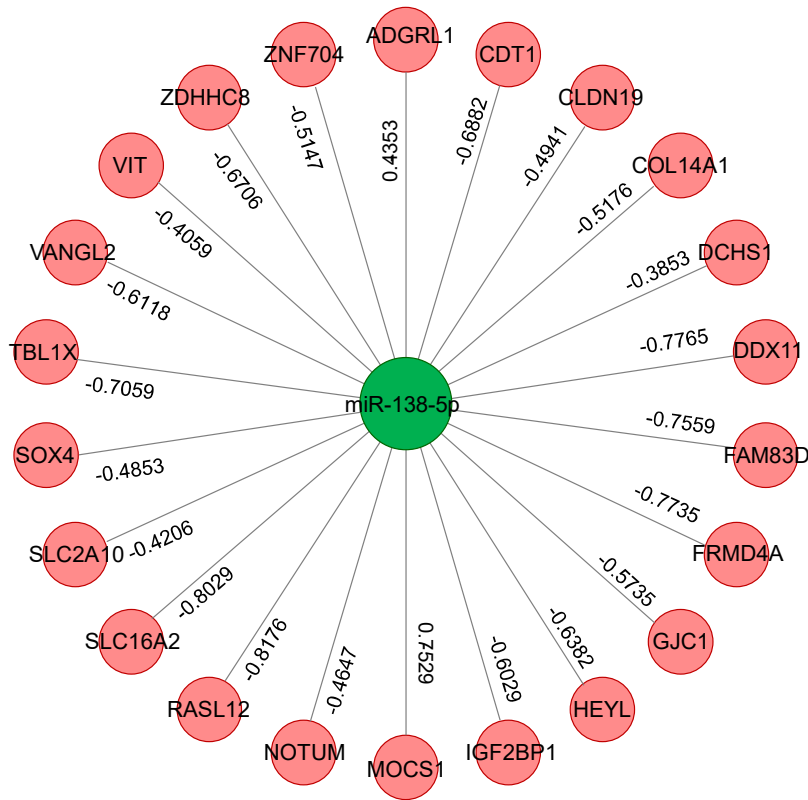 ADGRL1
0.4353
CDT1
-0.6882
CLDN19
-0.4941
COL14A1
-0.5176
DCHS1
-0.3853
DDX11
-0.7765
FAM83D
-0.7559
FRMD4A
-0.7735
GJC1
-0.5735
HEYL
-0.6382
IGF2BP1
-0.6029
MOCS1
0.7529
NOTUM
-0.4647
RASL12
-0.8176
SLC16A2
-0.8029
SLC2A10
-0.4206
SOX4
-0.4853
TBL1X
-0.7059
VANGL2
-0.6118
VIT
-0.4059
ZDHHC8
-0.6706
ZNF704
-0.5147
miR-138-5p